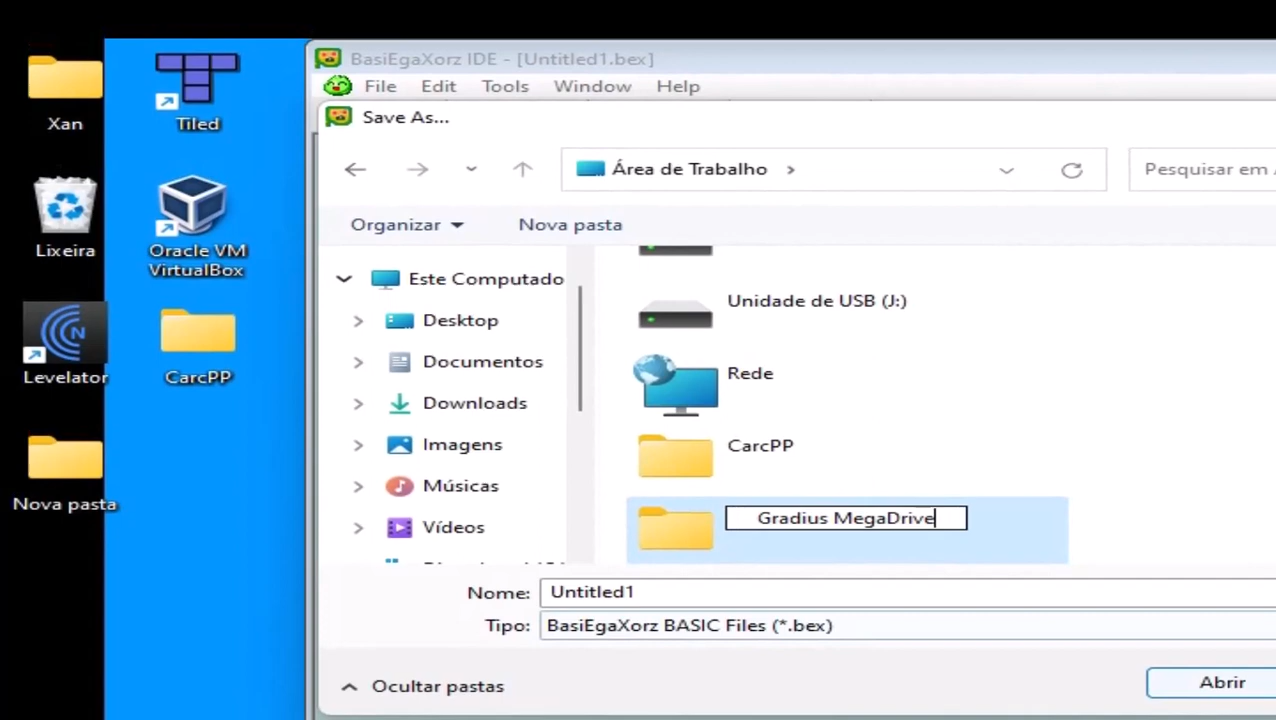 Xan
Lixeira
Levelator
Nova pasta
Tiled
Oracle VM
VirtualBox
CarcPP
BasiEgaXorz IDE - [Untitled1.bex]
File Edit Tools Window Help
Save As...
Área de Trabalho
Pesquisar em
Organizar Nova pasta
Este Computado
Desktop
Documentos
Downloads
Imagens
Músicas
Vídeos
Unidade de USB (J:)
Rede
CarcPP
Gradius MegaDrive
Nome: Untitled1
Tipo: BasiEgaXorz BASIC Files (*.bex)
Ocultar pastas
Abrir